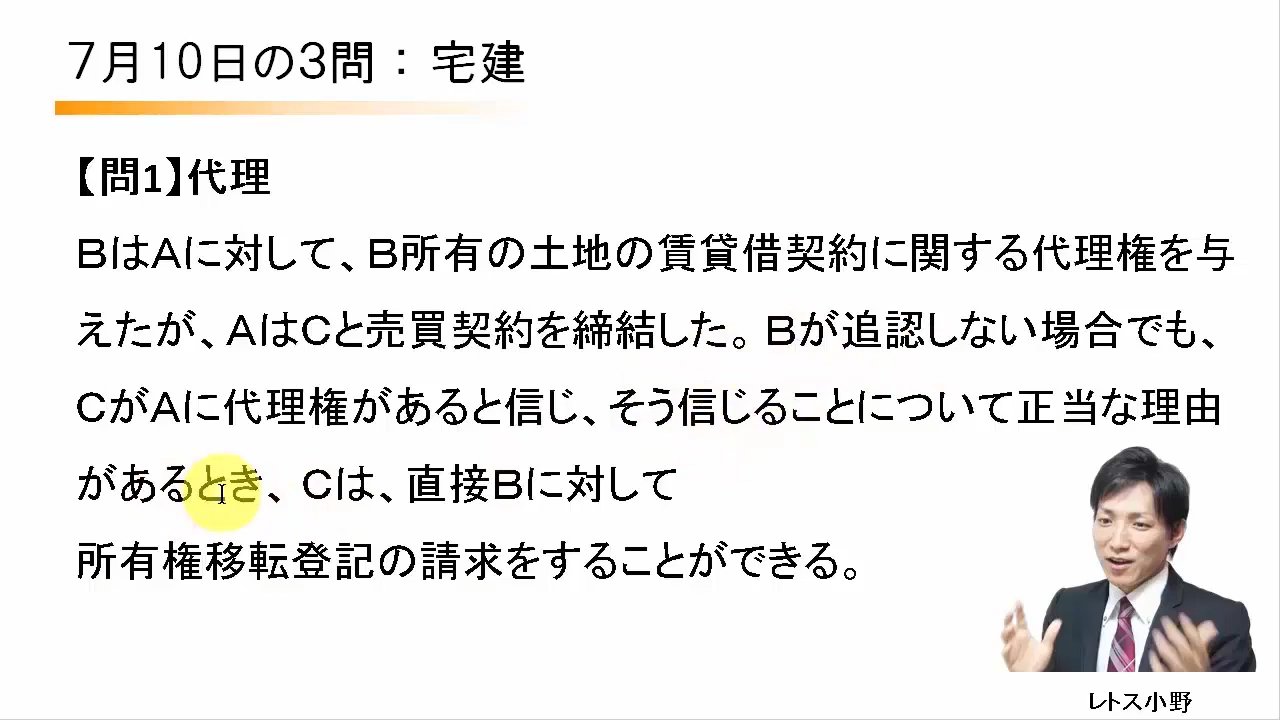 7月10日の3問：宅建
【問1】代理
BはAに対して、B所有の土地の賃貸借契約に関する代理権を与
えたが、AはCと売買契約を締結した。Bが追認しない場合でも、
CがAに代理権があると信じ、そう信じることについて正当な理由
があるとき、Cは、直接Bに対して
所有権移転登記の請求をすることができる。
レトス小野